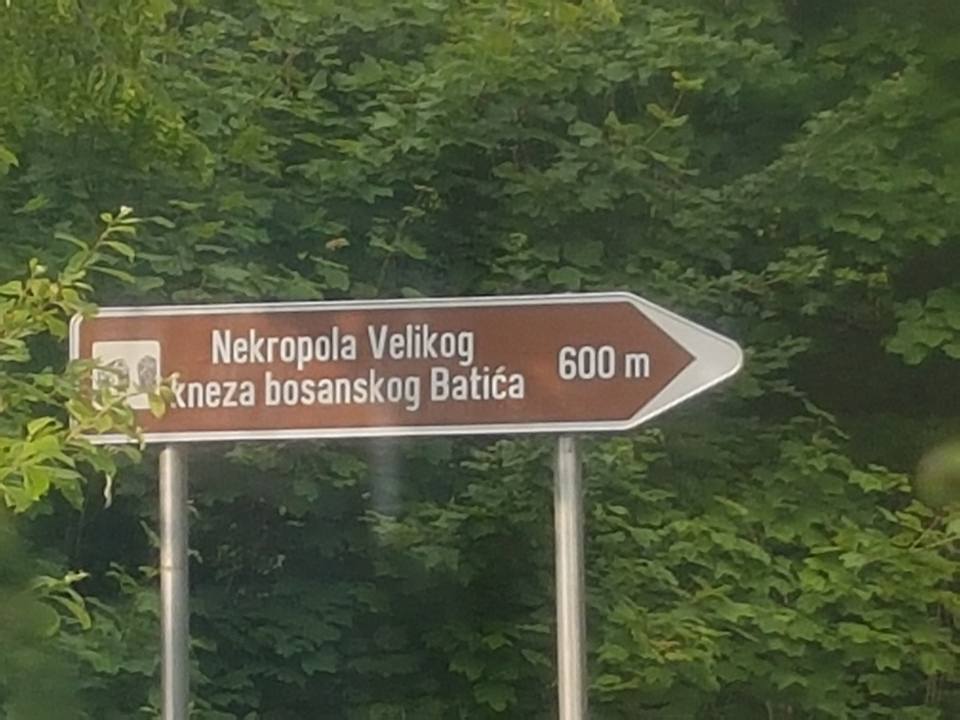 Nekropola Velikog
kneza bosanskog Batića
600 m